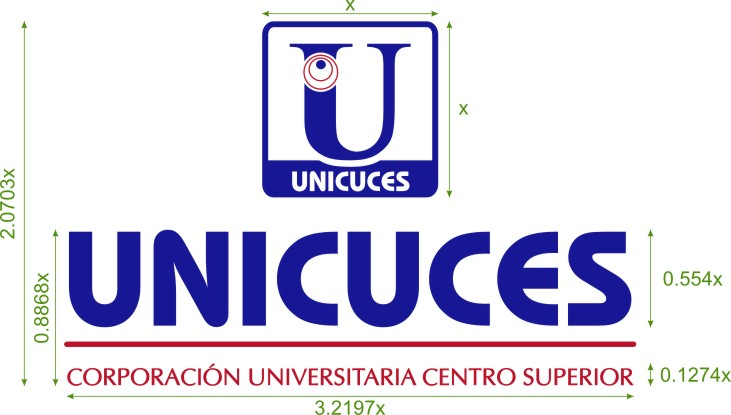 x
U
x
UNICUCES
2.0703x
UNICUCES
0.554x
0.8868x
CORPORACIÓN UNIVERSITARIA CENTRO SUPERIOR
0.1274x
3.2197x